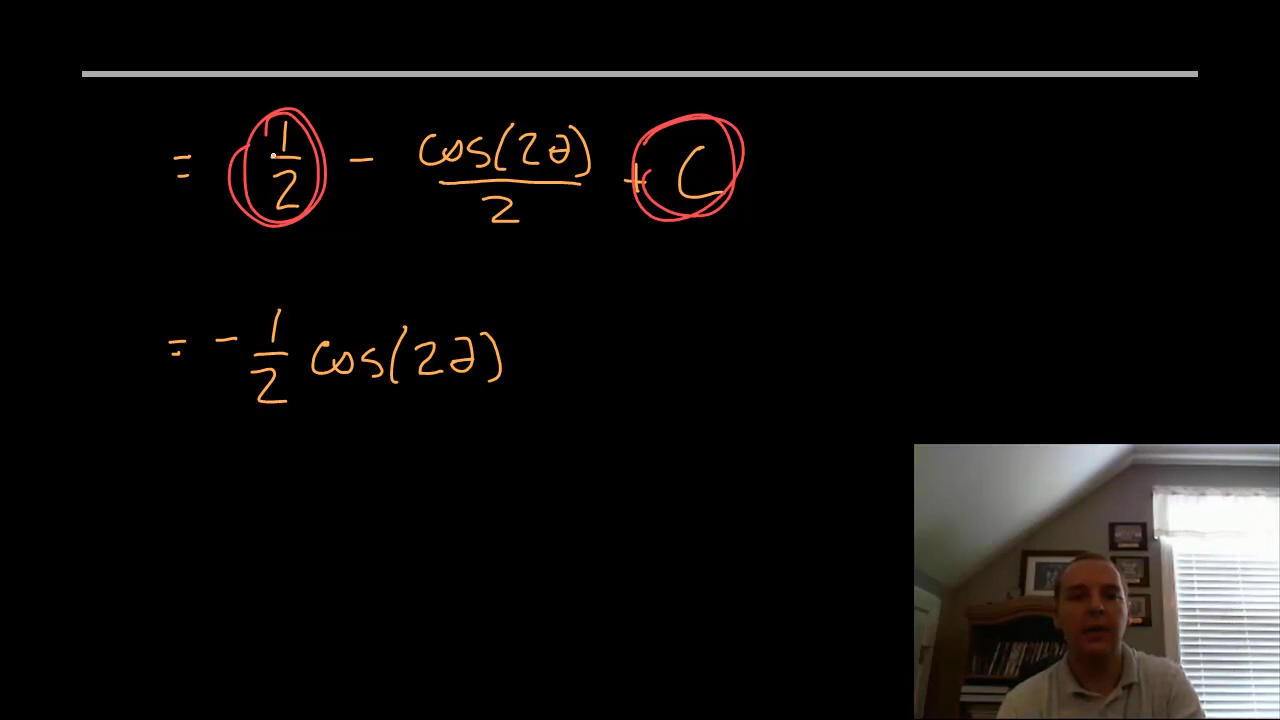 = 1/2 - cos(2θ)/2 + C
= - 1/2 cos(2θ)